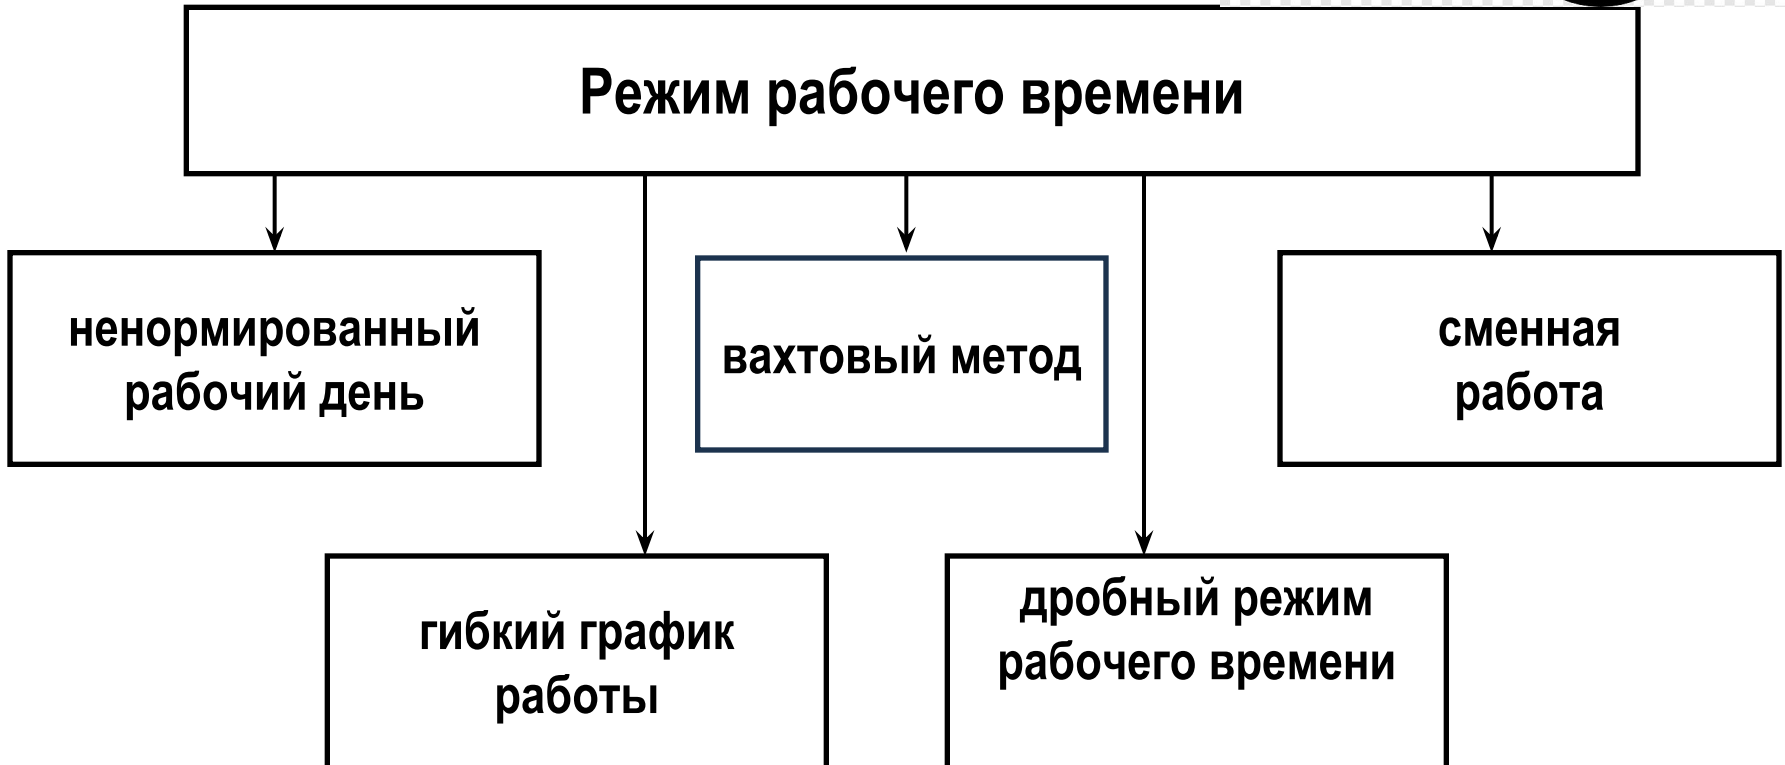 Режим рабочего времени
ненормированный
рабочий день
вахтовый метод
сменная
работа
гибкий график
работы
дробный режим
рабочего времени